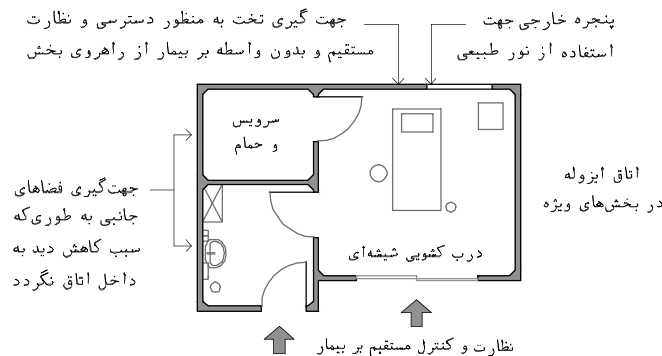 پنجره خارجی جهت
استفاده از نور طبیعی
جهت گیری تخت به منظور دسترسی و نظارت
مستقیم و بدون واسطه بر بیمار از راهروی بخش
سرویس
و حمام
اتاق ایزوله
در بخش‌های ویژه
جهت‌گیری فضاهای
جانبی به طوری‌که
سبب کاهش دید به
داخل اتاق نگردد
درب کشویی شیشه‌ای
نظارت و کنترل مستقیم بر بیمار